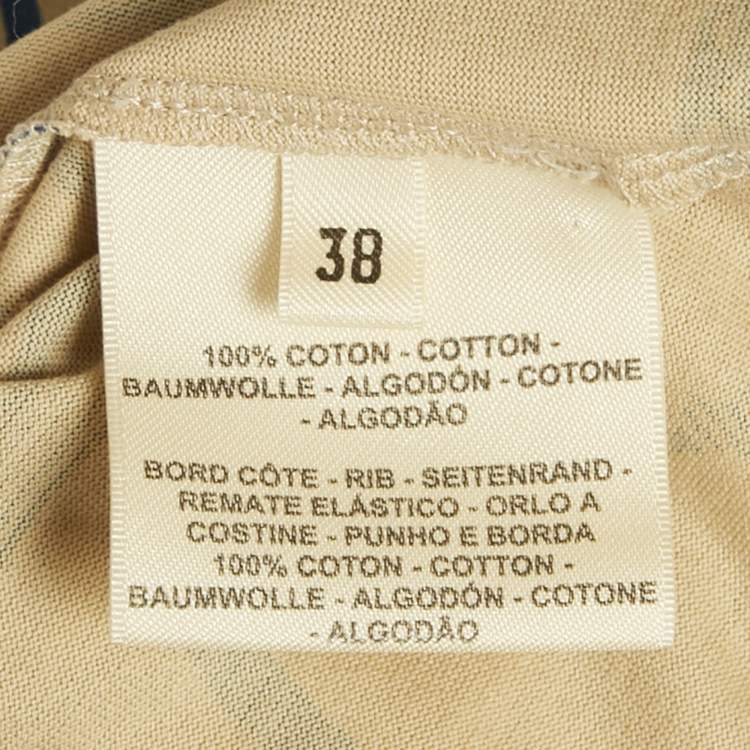 38
100% COTON - COTTON -
BAUMWOLLE - ALGODÓN - COTONE
- ALGODÃO
BORD CÔTE - RIB - SEITENRAND -
REMATE ELÁSTICO - ORLO A
COSTINE - PUNHO E BORDA
100% COTON - COTTON -
BAUMWOLLE - ALGODÓN - COTONE
- ALGODÃO